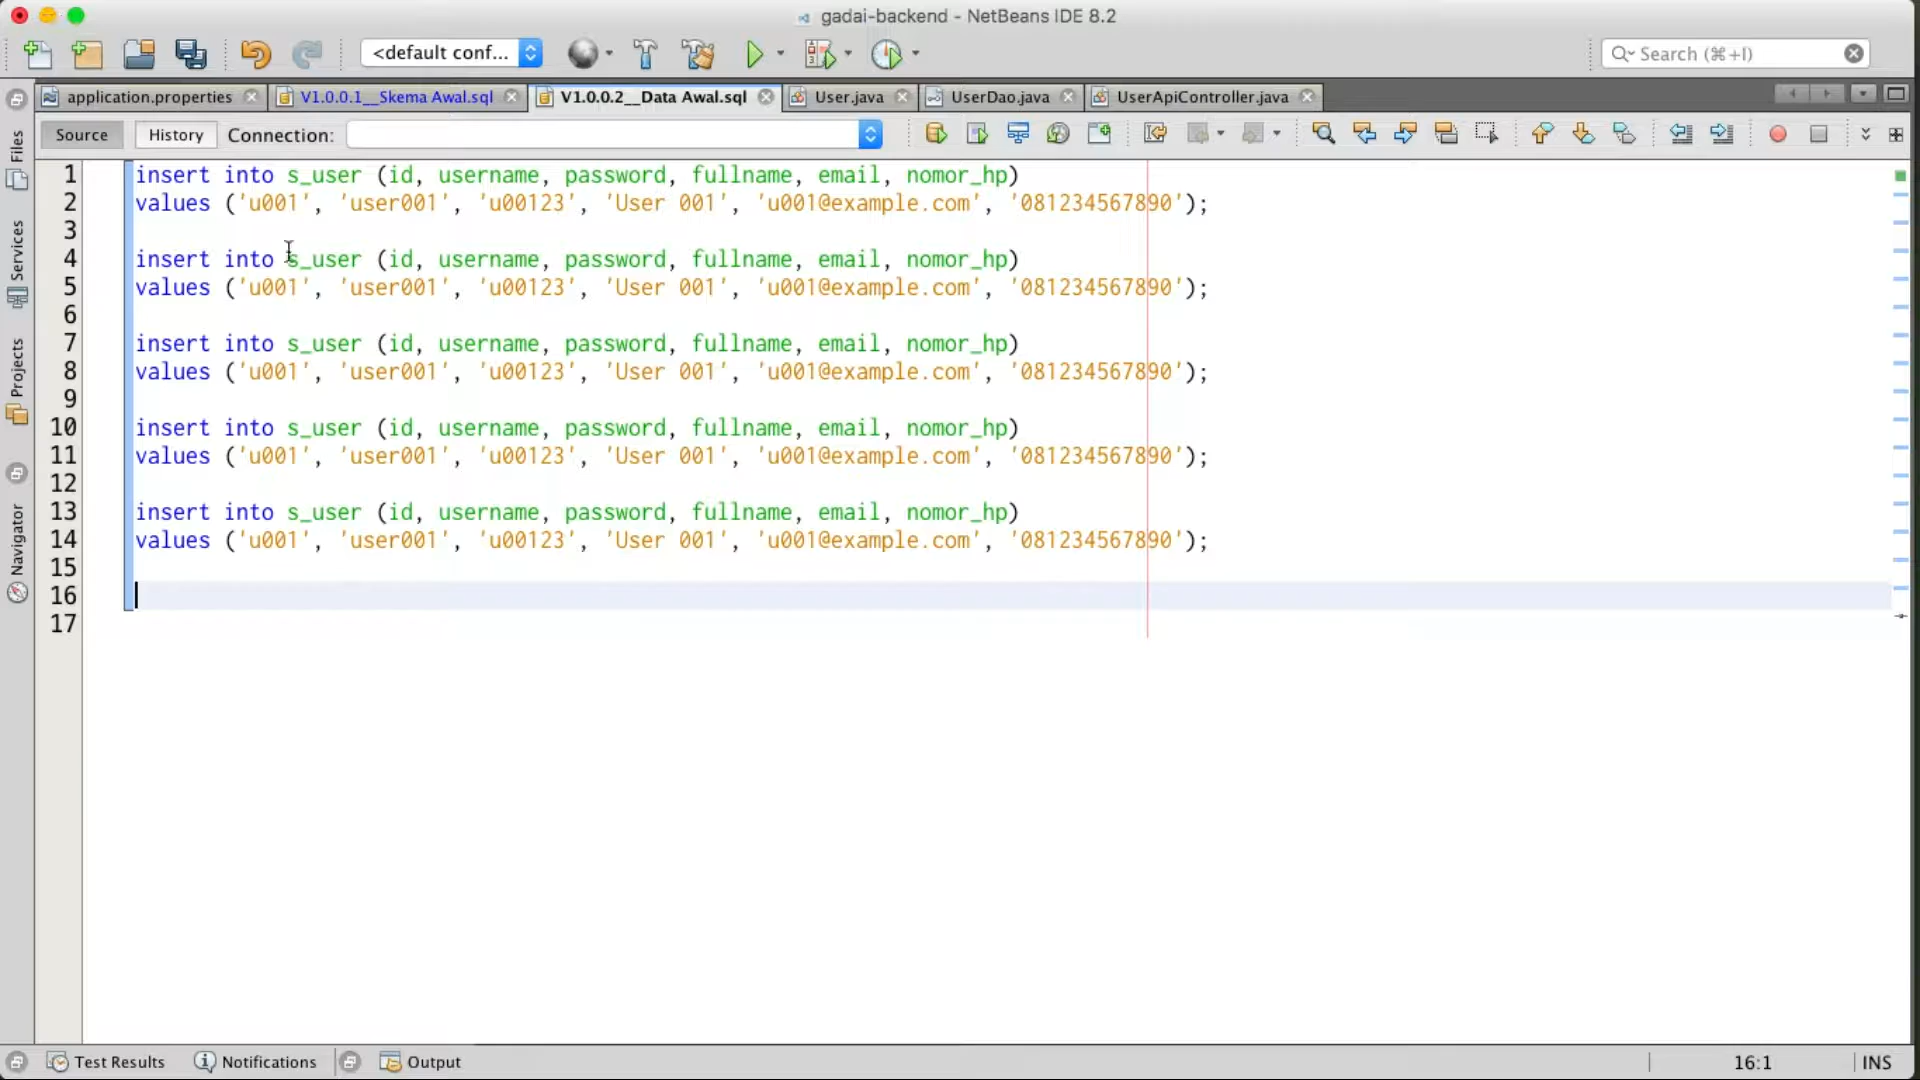 gadai-backend - NetBeans IDE 8.2
<default conf...
Search (⌘+I)
application.properties
V1.0.0.1__Skema Awal.sql
V1.0.0.2__Data Awal.sql
User.java
UserDao.java
UserApiController.java
Source
History
Connection:
Files
Services
Projects
Navigator
1 insert into s_user (id, username, password, fullname, email, nomor_hp)
2 values ('u001', 'user001', 'u00123', 'User 001', 'u001@example.com', '081234567890');
3
4 insert into s_user (id, username, password, fullname, email, nomor_hp)
5 values ('u001', 'user001', 'u00123', 'User 001', 'u001@example.com', '081234567890');
6
7 insert into s_user (id, username, password, fullname, email, nomor_hp)
8 values ('u001', 'user001', 'u00123', 'User 001', 'u001@example.com', '081234567890');
9
10 insert into s_user (id, username, password, fullname, email, nomor_hp)
11 values ('u001', 'user001', 'u00123', 'User 001', 'u001@example.com', '081234567890');
12
13 insert into s_user (id, username, password, fullname, email, nomor_hp)
14 values ('u001', 'user001', 'u00123', 'User 001', 'u001@example.com', '081234567890');
15
16
17
Test Results
Notifications
Output
16:1
INS